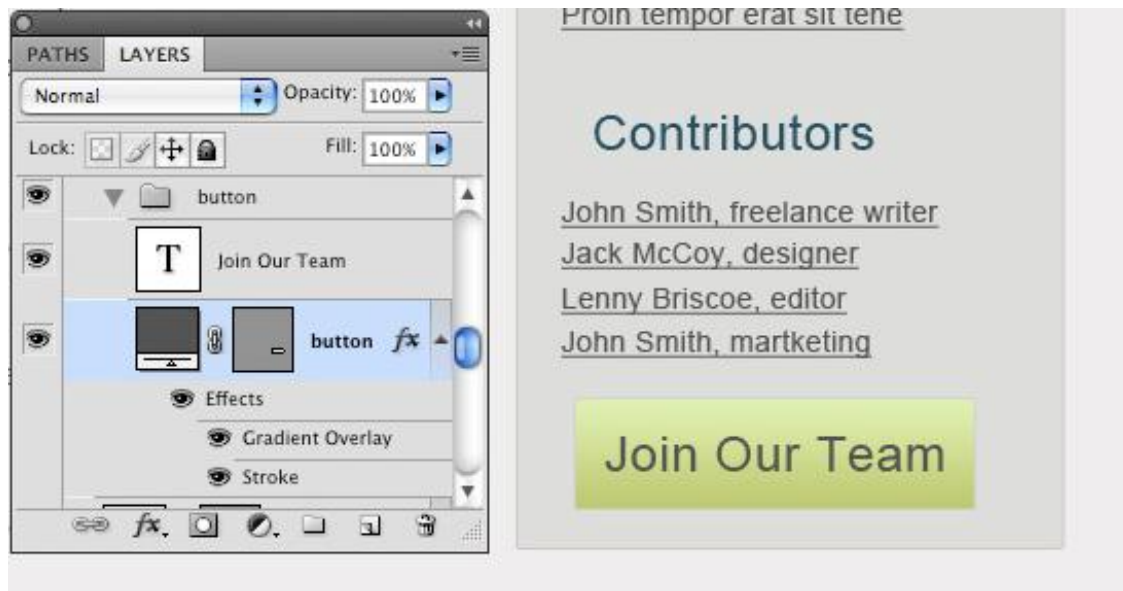 PATHS LAYERS
Normal Opacity: 100%
Lock: Fill: 100%
button
T Join Our Team
button fx
Effects
Gradient Overlay
Stroke
fx.
Proin tempor erat sit tene
Contributors
John Smith, freelance writer
Jack McCoy, designer
Lenny Briscoe, editor
John Smith, martketing
Join Our Team